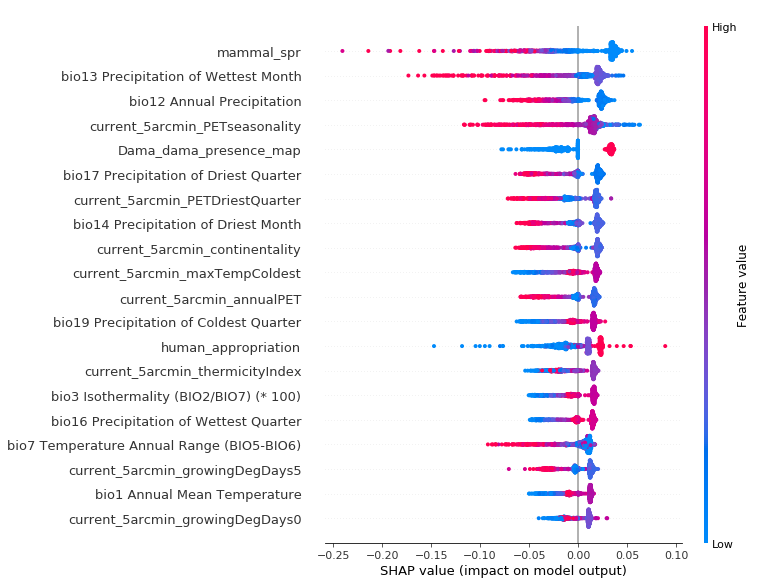 High
mammal_spr
bio13 Precipitation of Wettest Month
bio12 Annual Precipitation
current_5arcmin_PETseasonality
Dama_dama_presence_map
bio17 Precipitation of Driest Quarter
current_5arcmin_PETDriestQuarter
bio14 Precipitation of Driest Month
current_5arcmin_continentality
current_5arcmin_maxTempColdest
current_5arcmin_annualPET
bio19 Precipitation of Coldest Quarter
human_appropriation
current_5arcmin_thermicityIndex
bio3 Isothermality (BIO2/BIO7) (* 100)
bio16 Precipitation of Wettest Quarter
bio7 Temperature Annual Range (BIO5-BIO6)
current_5arcmin_growingDegDays5
bio1 Annual Mean Temperature
current_5arcmin_growingDegDays0
Feature value
Low
−0.25 −0.20 −0.15 −0.10 −0.05 0.00 0.05 0.10
SHAP value (impact on model output)